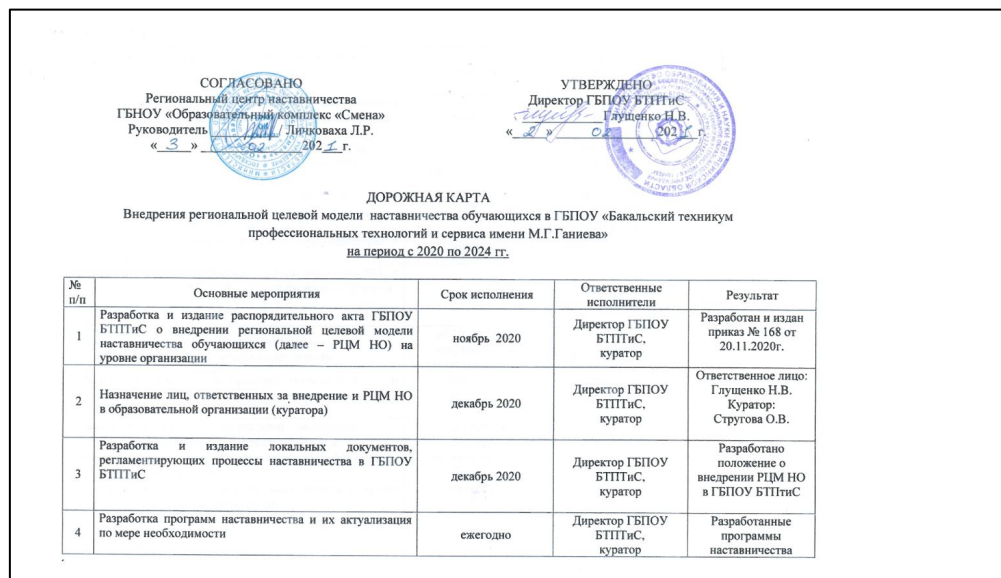 СОГЛАСОВАНО
Региональный центр наставничества
ГБНОУ «Образовательный комплекс «Смена»
Руководитель / Личковаха Л.Р.
« 3 » 02 2021 г.
УТВЕРЖДЕНО
Директор ГБПОУ БТПТиС
Глущенко Н.В.
« 2 » 02 2021 г.
ДОРОЖНАЯ КАРТА
Внедрения региональной целевой модели наставничества обучающихся в ГБПОУ «Бакальский техникум
профессиональных технологий и сервиса имени М.Г.Ганиева»
на период с 2020 по 2024 гг.
№
п/п
Основные мероприятия
Срок исполнения
Ответственные
исполнители
Результат
1
Разработка и издание распорядительного акта ГБПОУ
БТПТиС о внедрении региональной целевой модели
наставничества обучающихся (далее – РЦМ НО) на
уровне организации
ноябрь 2020
Директор ГБПОУ
БТПТиС,
куратор
Разработан и издан
приказ № 168 от
20.11.2020г.
2
Назначение лиц, ответственных за внедрение и РЦМ НО
в образовательной организации (куратора)
декабрь 2020
Директор ГБПОУ
БТПТиС,
куратор
Ответственное лицо:
Глущенко Н.В.
Куратор:
Стругова О.В.
3
Разработка и издание локальных документов,
регламентирующих процессы наставничества в ГБПОУ
БТПТиС
декабрь 2020
Директор ГБПОУ
БТПТиС,
куратор
Разработано
положение о
внедрении РЦМ НО
в ГБПОУ БТПтиС
4
Разработка программ наставничества и их актуализация
по мере необходимости
ежегодно
Директор ГБПОУ
БТПТиС,
куратор
Разработанные
программы
наставничества